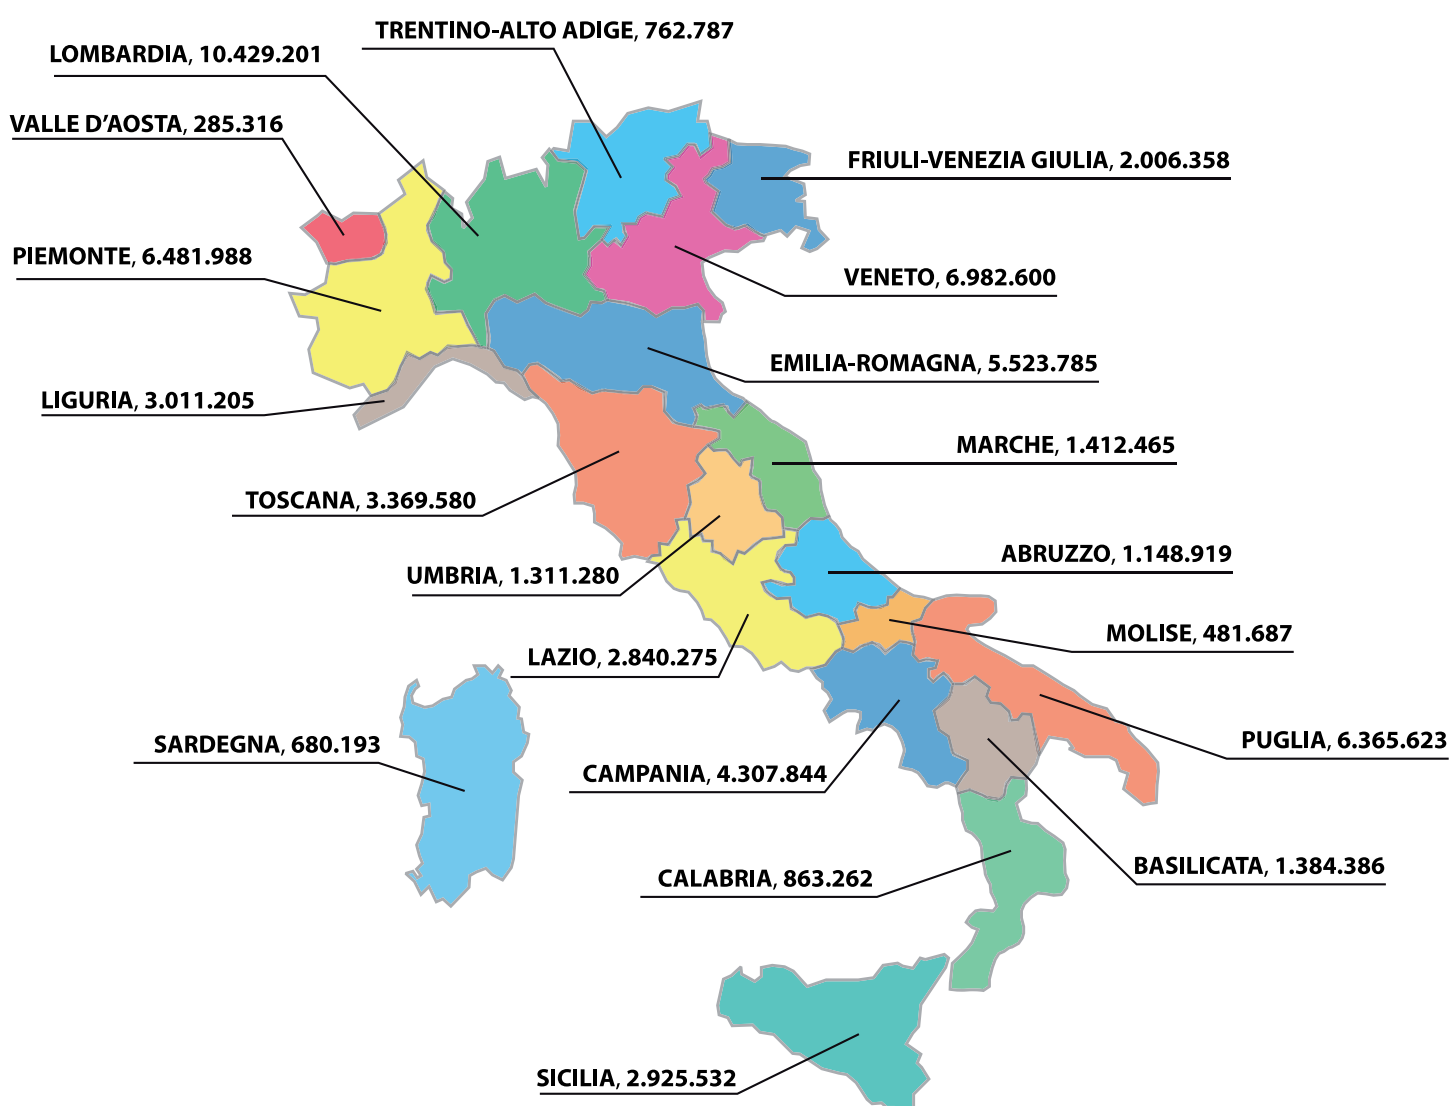 TRENTINO-ALTO ADIGE, 762.787
LOMBARDIA, 10.429.201
VALLE D’AOSTA, 285.316
FRIULI-VENEZIA GIULIA, 2.006.358
PIEMONTE, 6.481.988
VENETO, 6.982.600
EMILIA-ROMAGNA, 5.523.785
LIGURIA, 3.011.205
MARCHE, 1.412.465
TOSCANA, 3.369.580
ABRUZZO, 1.148.919
UMBRIA, 1.311.280
MOLISE, 481.687
LAZIO, 2.840.275
SARDEGNA, 680.193
PUGLIA, 6.365.623
CAMPANIA, 4.307.844
BASILICATA, 1.384.386
CALABRIA, 863.262
SICILIA, 2.925.532